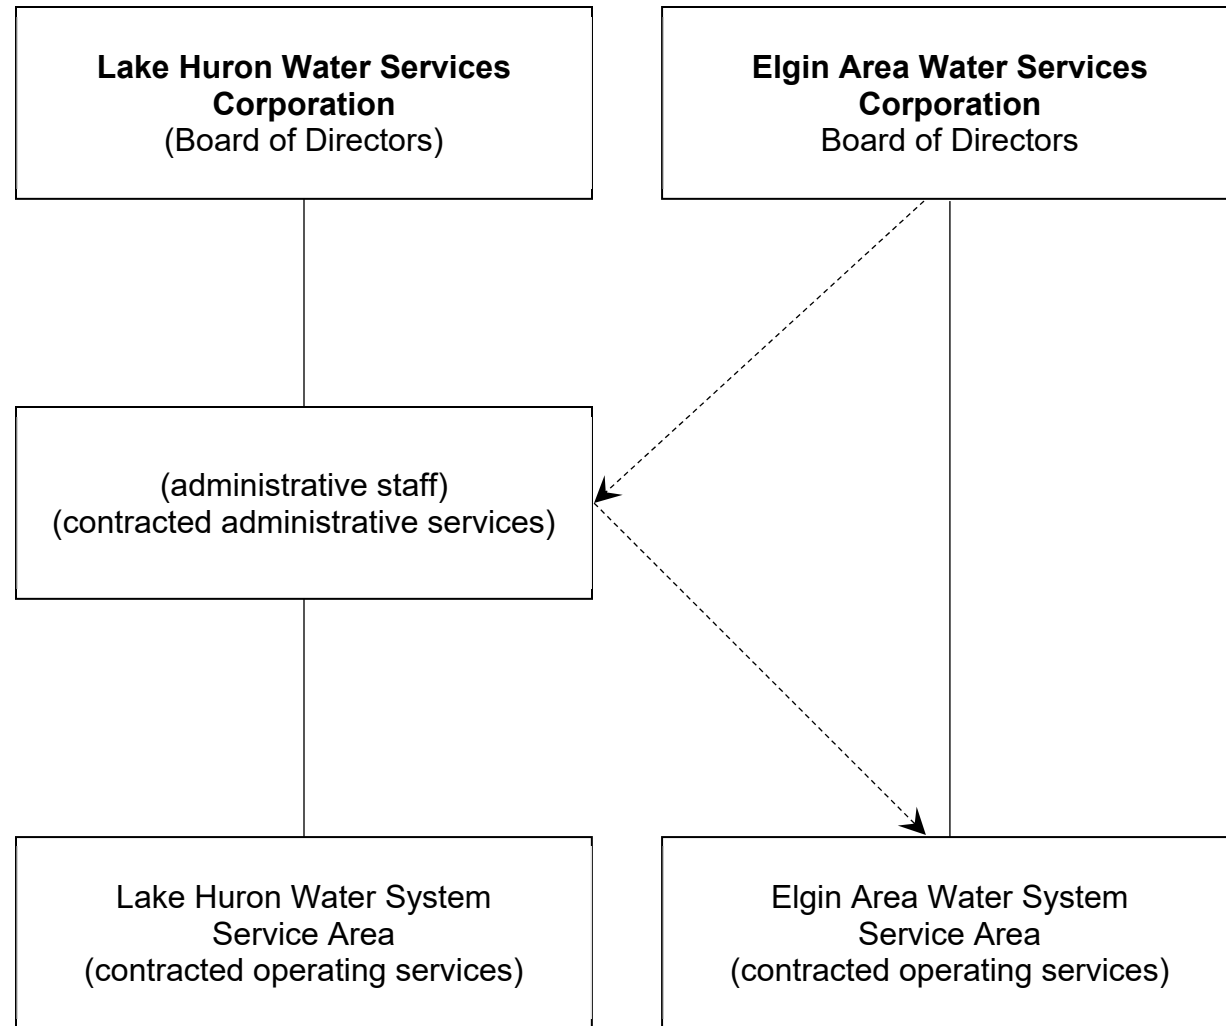 Lake Huron Water Services
Corporation
(Board of Directors)
Elgin Area Water Services
Corporation
Board of Directors
(administrative staff)
(contracted administrative services)
Lake Huron Water System
Service Area
(contracted operating services)
Elgin Area Water System
Service Area
(contracted operating services)